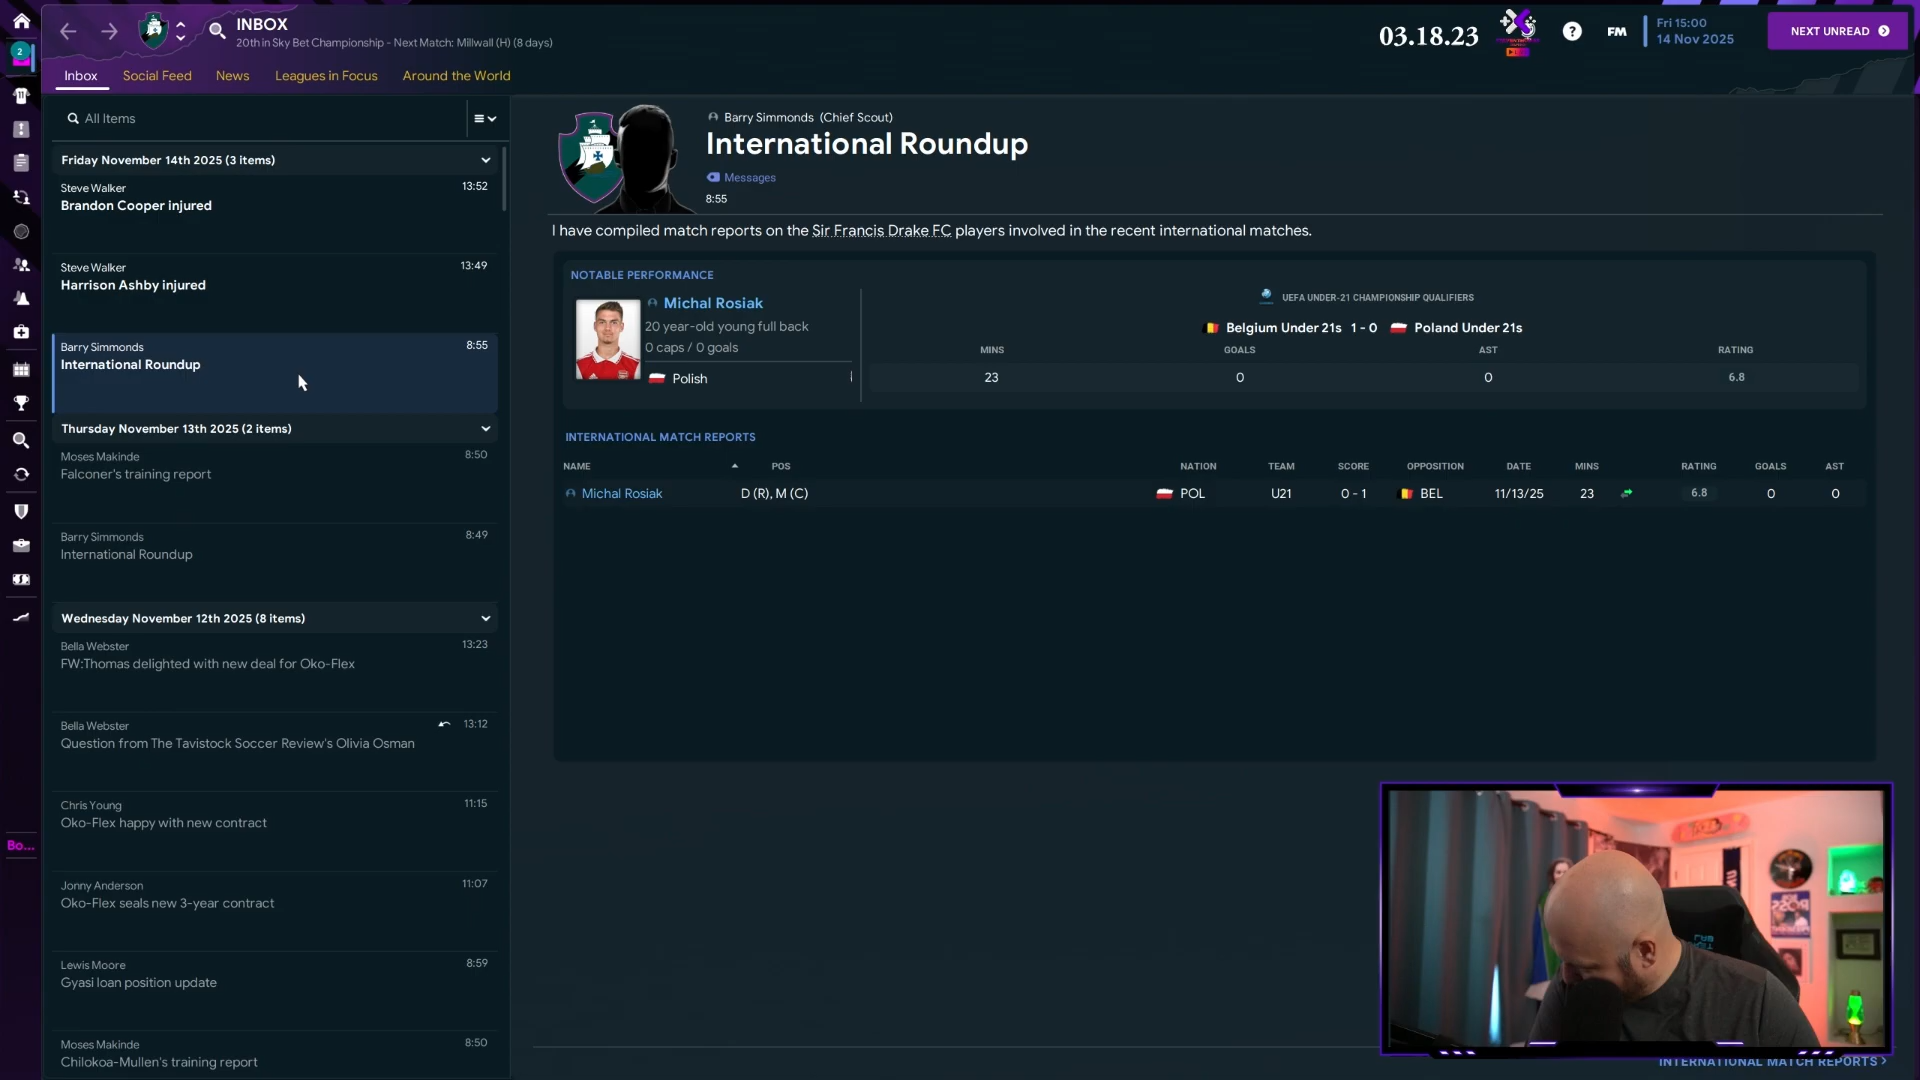 INBOX
20th in Sky Bet Championship - Next Match: Millwall (H) (8 days)
03.18.23
FM
Fri 15:00
14 Nov 2025
NEXT UNREAD
2
Inbox
Social Feed
News
Leagues in Focus
Around the World
All Items
Friday November 14th 2025 (3 items)
Steve Walker 13:52
Brandon Cooper injured
Steve Walker 13:49
Harrison Ashby injured
Barry Simmonds 8:55
International Roundup
Thursday November 13th 2025 (2 items)
Moses Makinde 8:50
Falconer's training report
Barry Simmonds 8:49
International Roundup
Wednesday November 12th 2025 (8 items)
Bella Webster 13:23
FW:Thomas delighted with new deal for Oko-Flex
Bella Webster 13:12
Question from The Tavistock Soccer Review's Olivia Osman
Chris Young 11:15
Oko-Flex happy with new contract
Jonny Anderson 11:07
Oko-Flex seals new 3-year contract
Lewis Moore 8:59
Gyasi loan position update
Moses Makinde 8:50
Chilokoa-Mullen's training report
Bo...
Barry Simmonds (Chief Scout)
International Roundup
Messages
8:55
I have compiled match reports on the Sir Francis Drake FC players involved in the recent international matches.
NOTABLE PERFORMANCE
Michal Rosiak
20 year-old young full back
0 caps / 0 goals
Polish
UEFA UNDER-21 CHAMPIONSHIP QUALIFIERS
Belgium Under 21s 1 - 0 Poland Under 21s
MINS GOALS AST RATING
23 0 0 6.8
INTERNATIONAL MATCH REPORTS
NAME POS NATION TEAM SCORE OPPOSITION DATE MINS RATING GOALS AST
Michal Rosiak D (R), M (C) POL U21 0 - 1 BEL 11/13/25 23 6.8 0 0
INTERNATIONAL MATCH REPORTS >